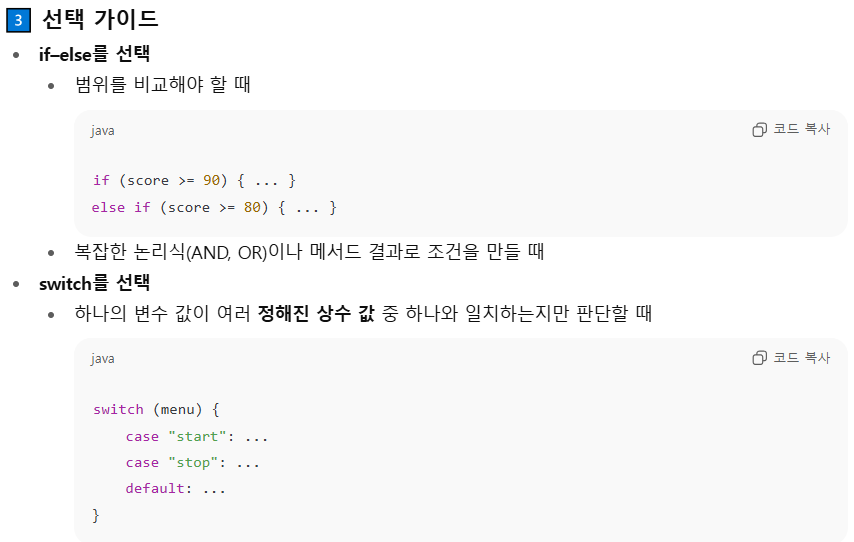 3 선택 가이드
if–else를 선택
범위를 비교해야 할 때
java 코드 복사
if (score >= 90) { ... }
else if (score >= 80) { ... }
복잡한 논리식(AND, OR)이나 메서드 결과로 조건을 만들 때
switch를 선택
하나의 변수 값이 여러 정해진 상수 값 중 하나와 일치하는지만 판단할 때
java 코드 복사
switch (menu) {
    case "start": ...
    case "stop": ...
    default: ...
}